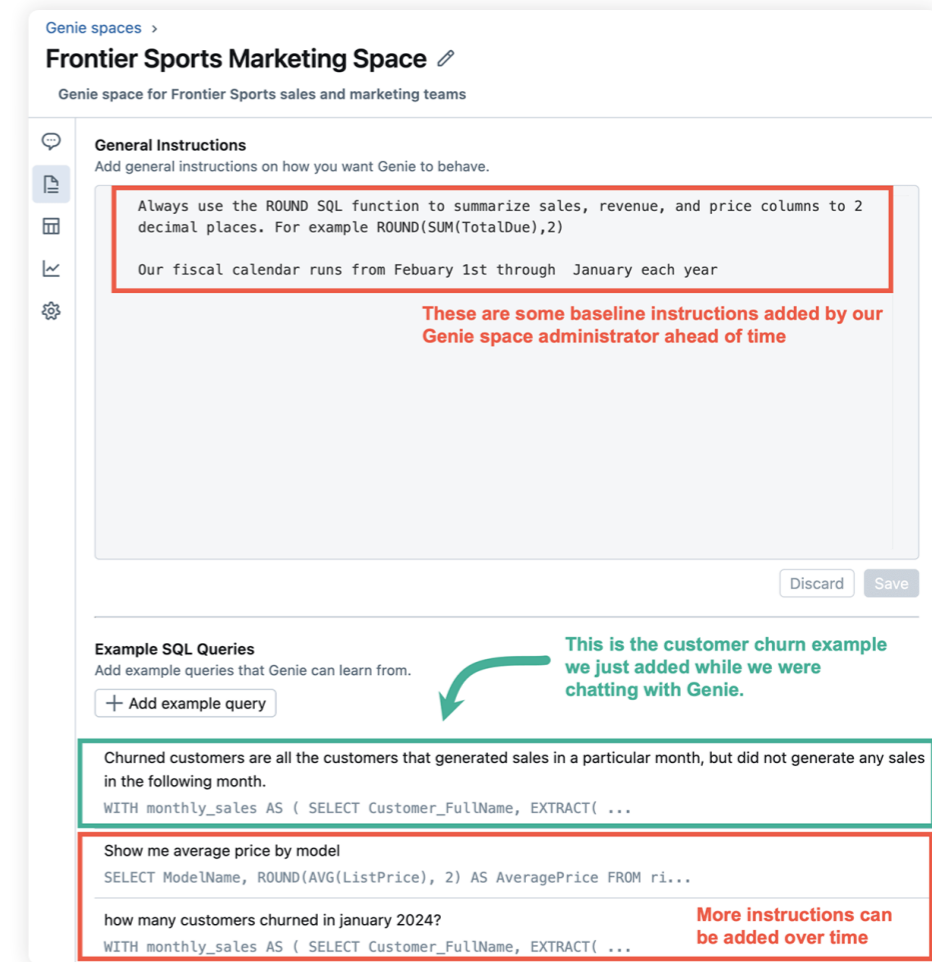 Genie spaces >
Frontier Sports Marketing Space
Genie space for Frontier Sports sales and marketing teams
General Instructions
Add general instructions on how you want Genie to behave.
Always use the ROUND SQL function to summarize sales, revenue, and price columns to 2
decimal places. For example ROUND(SUM(TotalDue),2)
Our fiscal calendar runs from Febuary 1st through  January each year
These are some baseline instructions added by our
Genie space administrator ahead of time
Discard
Save
Example SQL Queries
Add example queries that Genie can learn from.
+ Add example query
This is the customer churn example
we just added while we were
chatting with Genie.
Churned customers are all the customers that generated sales in a particular month, but did not generate any sales
in the following month.
WITH monthly_sales AS ( SELECT Customer_FullName, EXTRACT( ...
Show me average price by model
SELECT ModelName, ROUND(AVG(ListPrice), 2) AS AveragePrice FROM ri...
how many customers churned in january 2024?
WITH monthly_sales AS ( SELECT Customer_FullName, EXTRACT( ...
More instructions can
be added over time